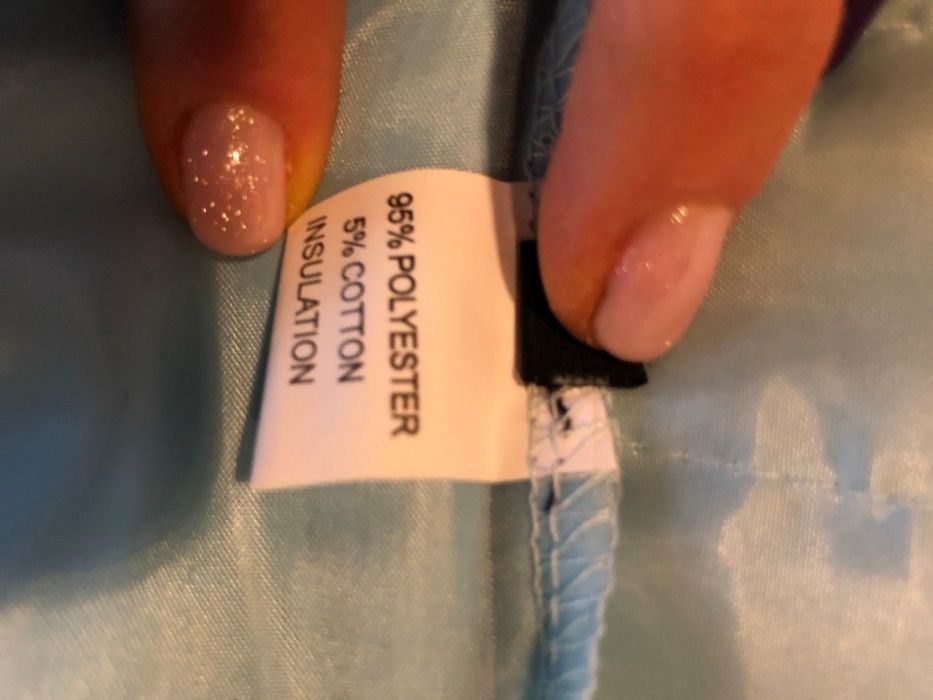 95% POLYESTER
5% COTTON
INSULATION